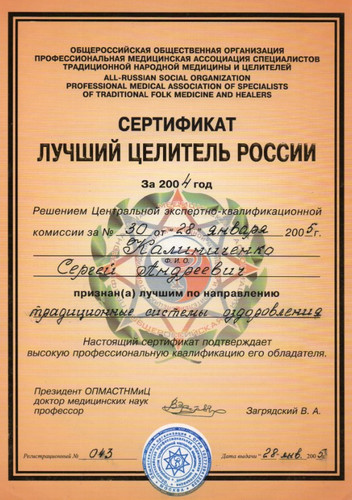 ОБЩЕРОССИЙСКАЯ ОБЩЕСТВЕННАЯ ОРГАНИЗАЦИЯ
ПРОФЕССИОНАЛЬНАЯ МЕДИЦИНСКАЯ АССОЦИАЦИЯ СПЕЦИАЛИСТОВ
ТРАДИЦИОННОЙ НАРОДНОЙ МЕДИЦИНЫ И ЦЕЛИТЕЛЕЙ
ALL-RUSSIAN SOCIAL ORGANIZATION
PROFESSIONAL MEDICAL ASSOCIATION OF SPECIALISTS
OF TRADITIONAL FOLK MEDICINE AND HEALERS
СЕРТИФИКАТ
ЛУЧШИЙ ЦЕЛИТЕЛЬ РОССИИ
За 2004 год
Решением Центральной экспертно-квалификационной
комиссии за № 30 от "28" января 2005г.
Калиниченко
Ф.И.О.
Сергей Андреевич
признан(а) лучшим по направлению
традиционные системы оздоровления
Настоящий сертификат подтверждает
высокую профессиональную квалификацию его обладателя.
Президент ОПМАСТНМиЦ
доктор медицинских наук
профессор
Загрядский В. А.
Регистрационный № 043
Дата выдачи «28» янв. 2005